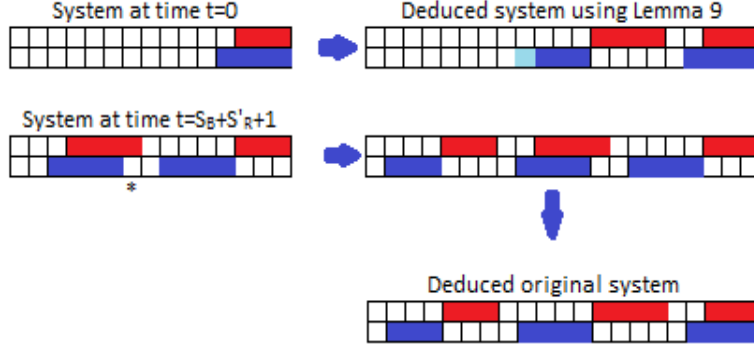 System at time t=0
Deduced system using Lemma 9
System at time t=S_B+S'_R+1
*
Deduced original system